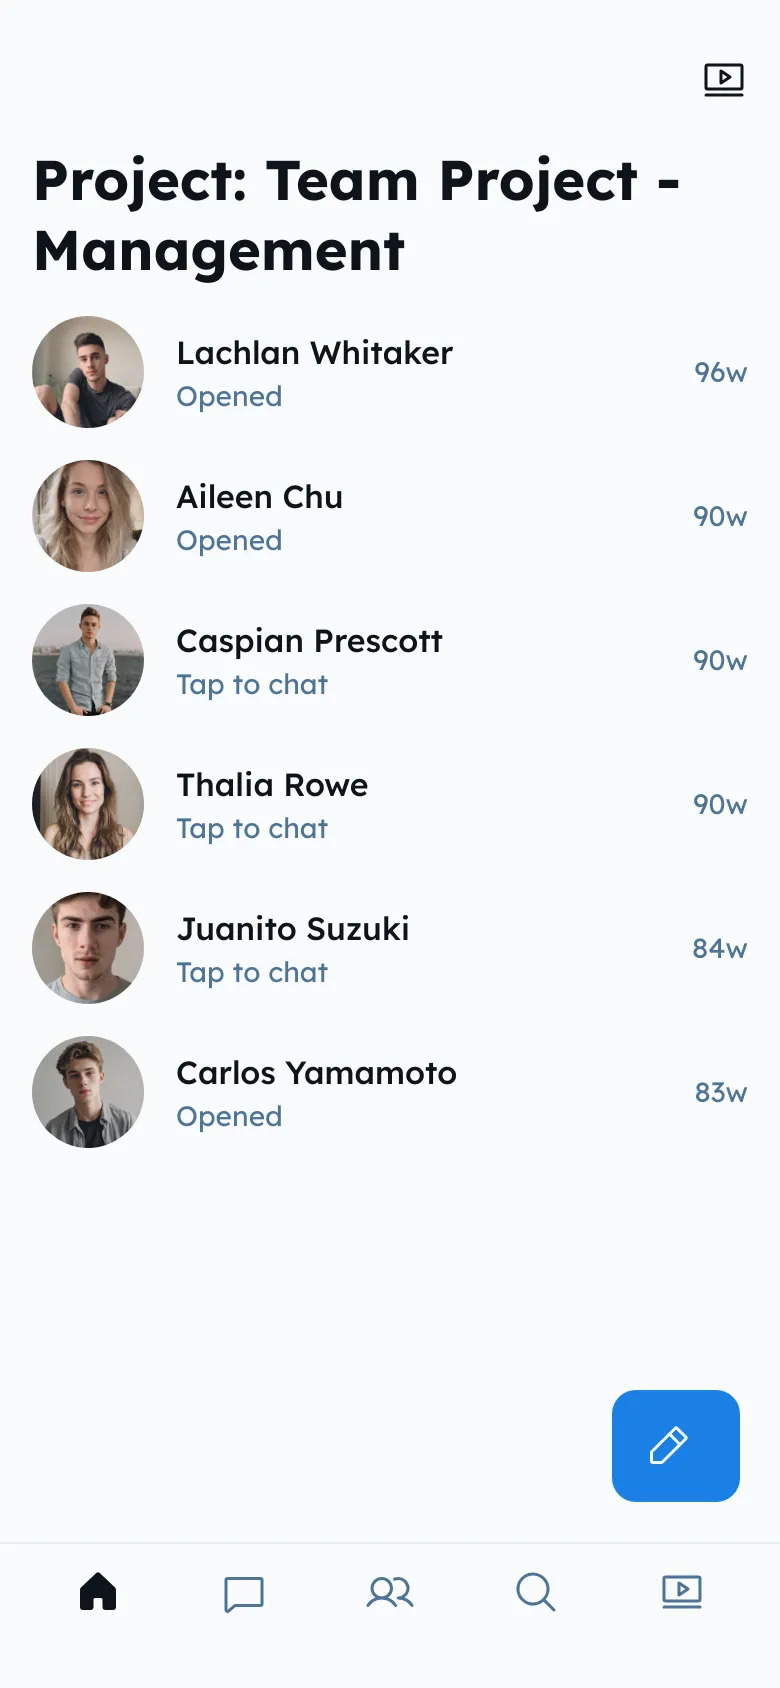 Project: Team Project -
Management
Lachlan Whitaker
Opened
96w
Aileen Chu
Opened
90w
Caspian Prescott
Tap to chat
90w
Thalia Rowe
Tap to chat
90w
Juanito Suzuki
Tap to chat
84w
Carlos Yamamoto
Opened
83w